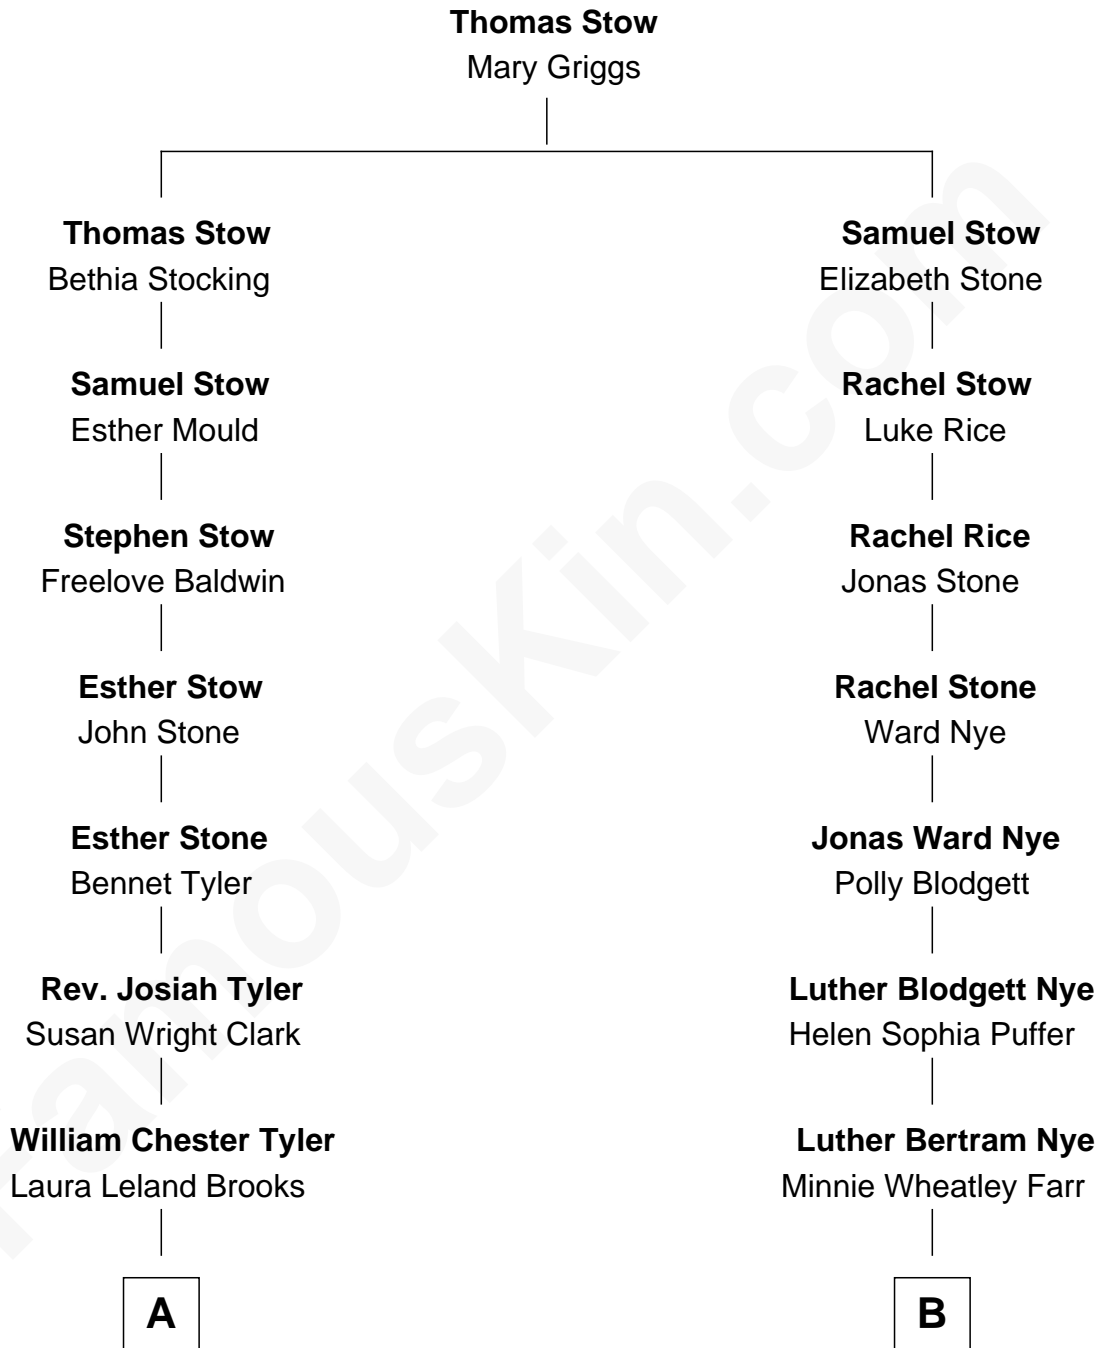 Thomas Stow
Mary Griggs
Thomas Stow
Bethia Stocking
Samuel Stow
Esther Mould
Stephen Stow
Freelove Baldwin
Esther Stow
John Stone
Esther Stone
Bennet Tyler
Rev. Josiah Tyler
Susan Wright Clark
William Chester Tyler
Laura Leland Brooks
A
Samuel Stow
Elizabeth Stone
Rachel Stow
Luke Rice
Rachel Rice
Jonas Stone
Rachel Stone
Ward Nye
Jonas Ward Nye
Polly Blodgett
Luther Blodgett Nye
Helen Sophia Puffer
Luther Bertram Nye
Minnie Wheatley Farr
B
FamousKin.com